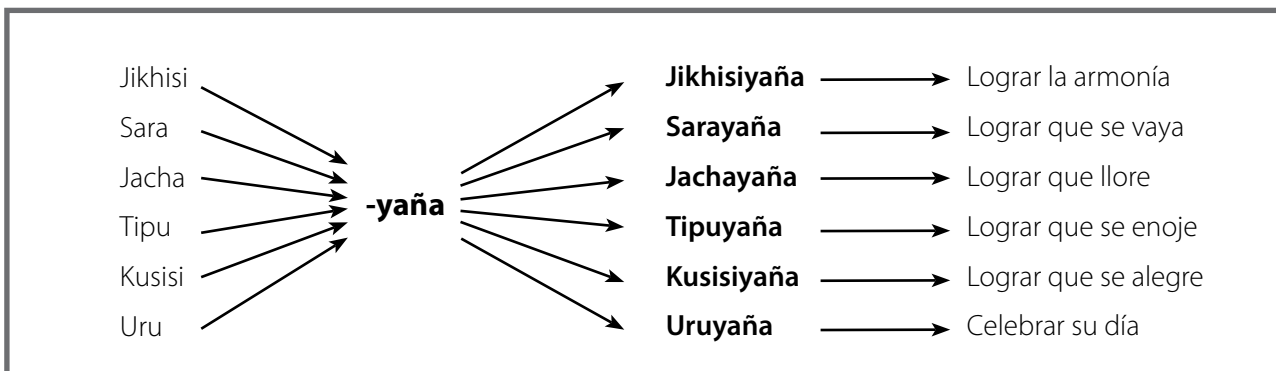 Jikhisi
Sara
Jacha
Tipu
Kusisi
Uru
-yaña
Jikhisiyaña Lograr la armonía
Sarayaña Lograr que se vaya
Jachayaña Lograr que llore
Tipuyaña Lograr que se enoje
Kusisiyaña Lograr que se alegre
Uruyaña Celebrar su día